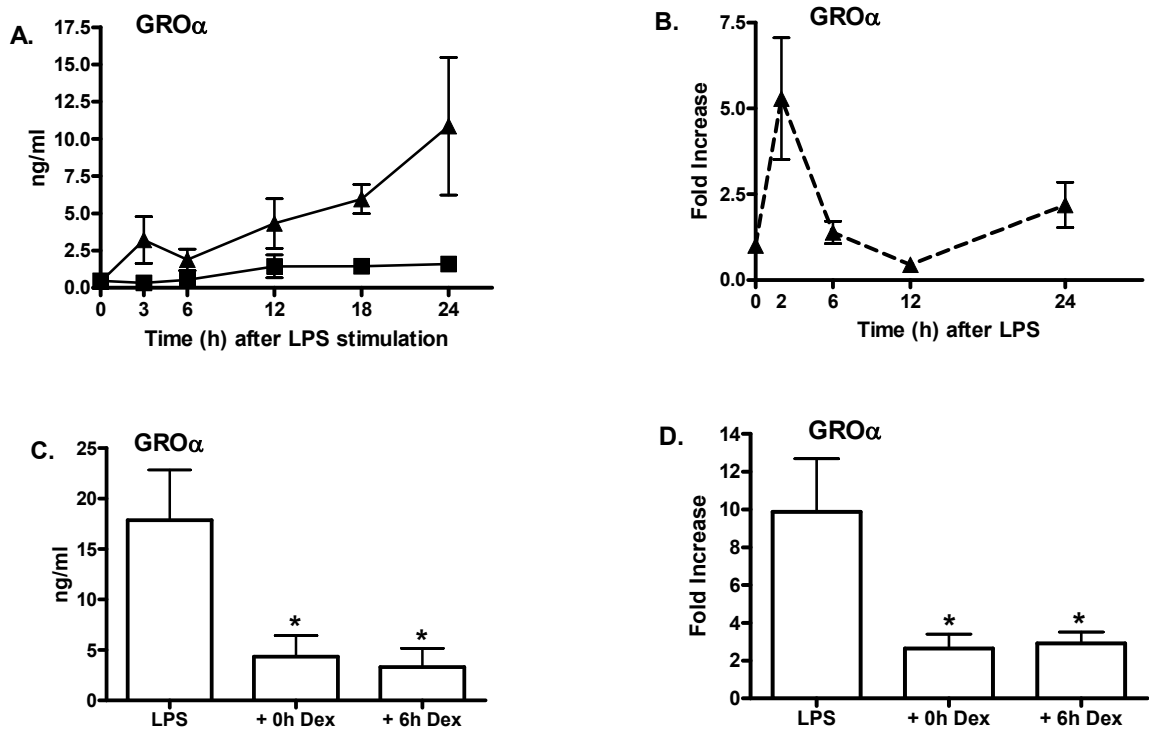 A.
GROα
17.5
15.0
12.5
10.0
7.5
5.0
2.5
0.0
ng/ml
0 3 6 12 18 24
Time (h) after LPS stimulation
B.
GROα
7.5
5.0
2.5
0.0
Fold Increase
0 2 6 12 24
Time (h) after LPS
C.
GROα
25
20
15
10
5
0
ng/ml
* *
LPS + 0h Dex + 6h Dex
D.
GROα
14
12
10
8
6
4
2
0
Fold Increase
* *
LPS + 0h Dex + 6h Dex